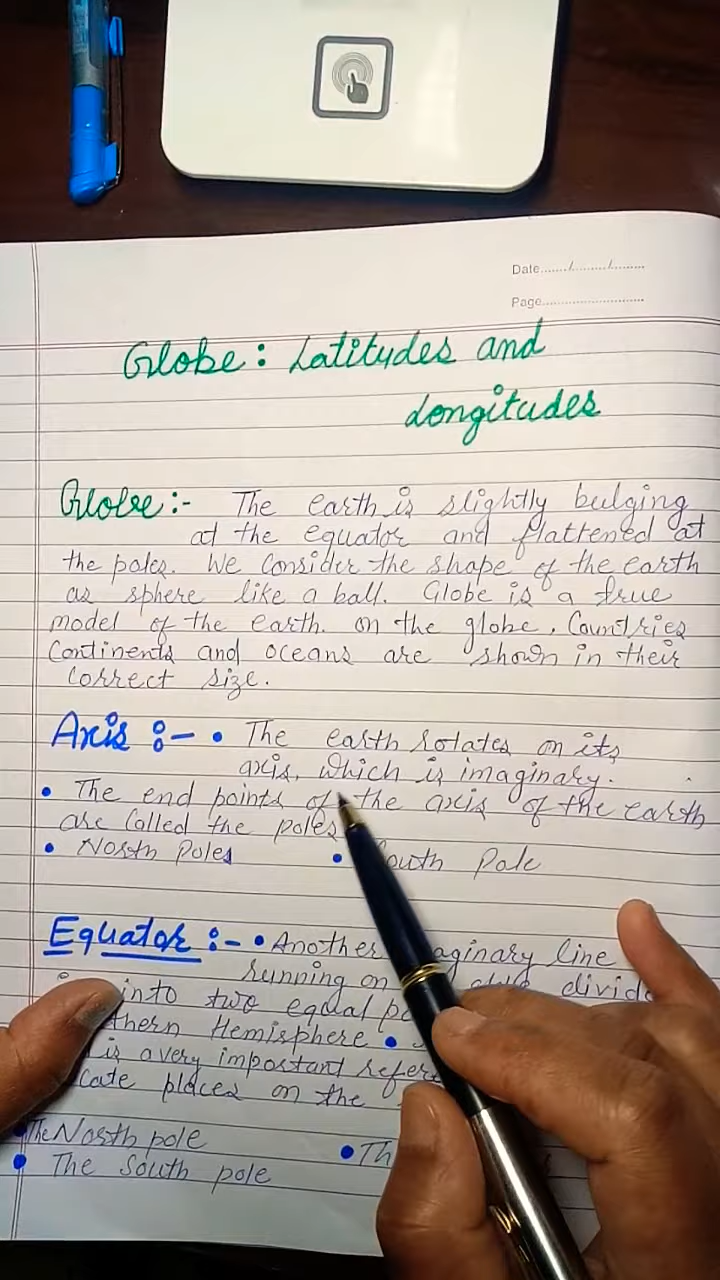 Date......./........./.........
Page............................
Globe: Latitudes and
Longitudes
Globe:- The earth is slightly bulging
at the equator and flattened at
the poles. We consider the shape of the earth
as sphere like a ball. Globe is a true
model of the earth. on the globe, Countries
Continents and oceans are shown in their
correct size.
Axis :- • The earth rotates on its
axis, which is imaginary.
• The end points of the axis of the earth
are called the poles
• North Poles • South Pole
Equator :- • Another imaginary line
running on divid
into two equal
thern Hemisphere •
is a very important refer
cate places on the
The North pole • Th
• The South pole